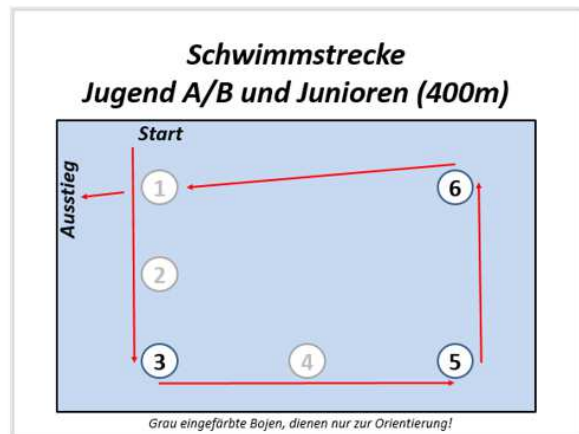 Schwimmstrecke
Jugend A/B und Junioren (400m)
Start
Ausstieg
1
6
2
3
4
5
Grau eingefärbte Bojen, dienen nur zur Orientierung!